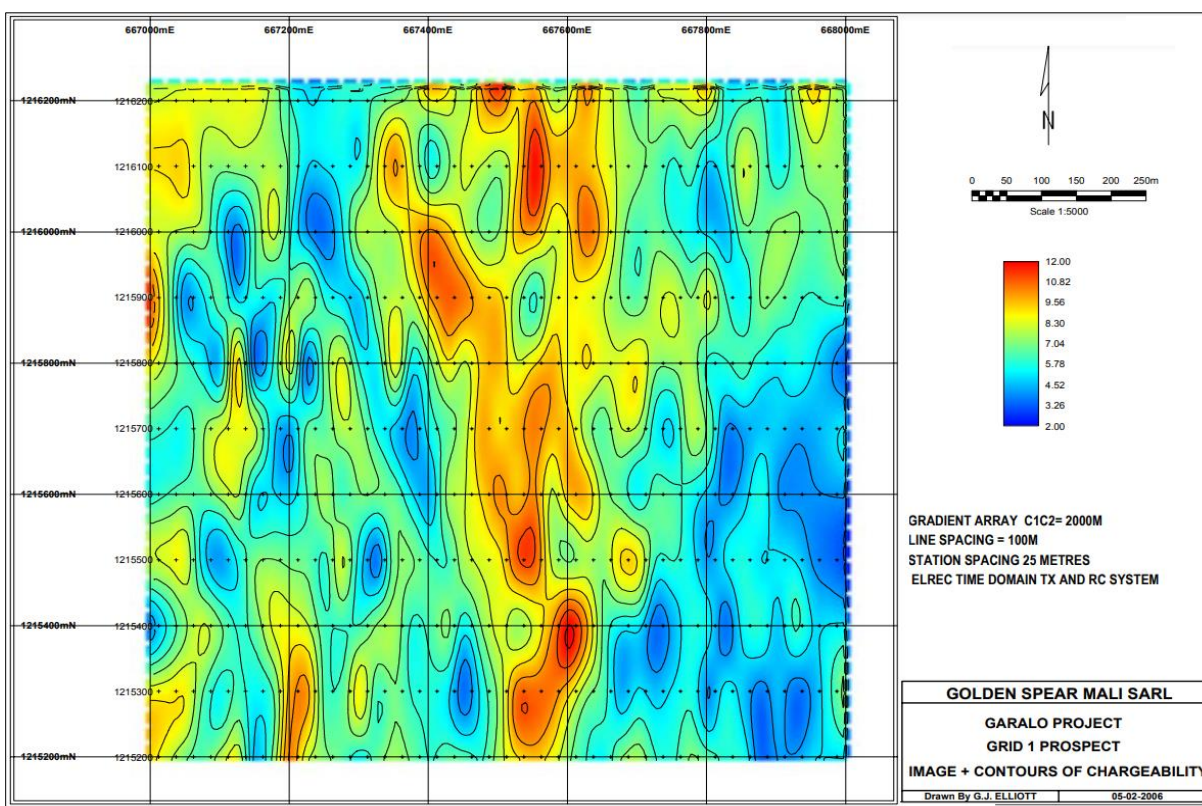 667000mE 667200mE 667400mE 667600mE 667800mE 668000mE
1216200mN 1216200
1216100
1216000mN 1216000
1215900
1215800mN 1215800
1215700
1215600mN 1215600
1215500
1215400mN 1215400
1215300
1215200mN 1215200
N
0 50 100 150 200 250m
Scale 1:5000
12.00
10.82
9.56
8.30
7.04
5.78
4.52
3.26
2.00
GRADIENT ARRAY C1C2= 2000M
LINE SPACING = 100M
STATION SPACING 25 METRES
ELREC TIME DOMAIN TX AND RC SYSTEM
GOLDEN SPEAR MALI SARL
GARALO PROJECT
GRID 1 PROSPECT
IMAGE + CONTOURS OF CHARGEABILITY
Drawn By G.J. ELLIOTT 05-02-2006